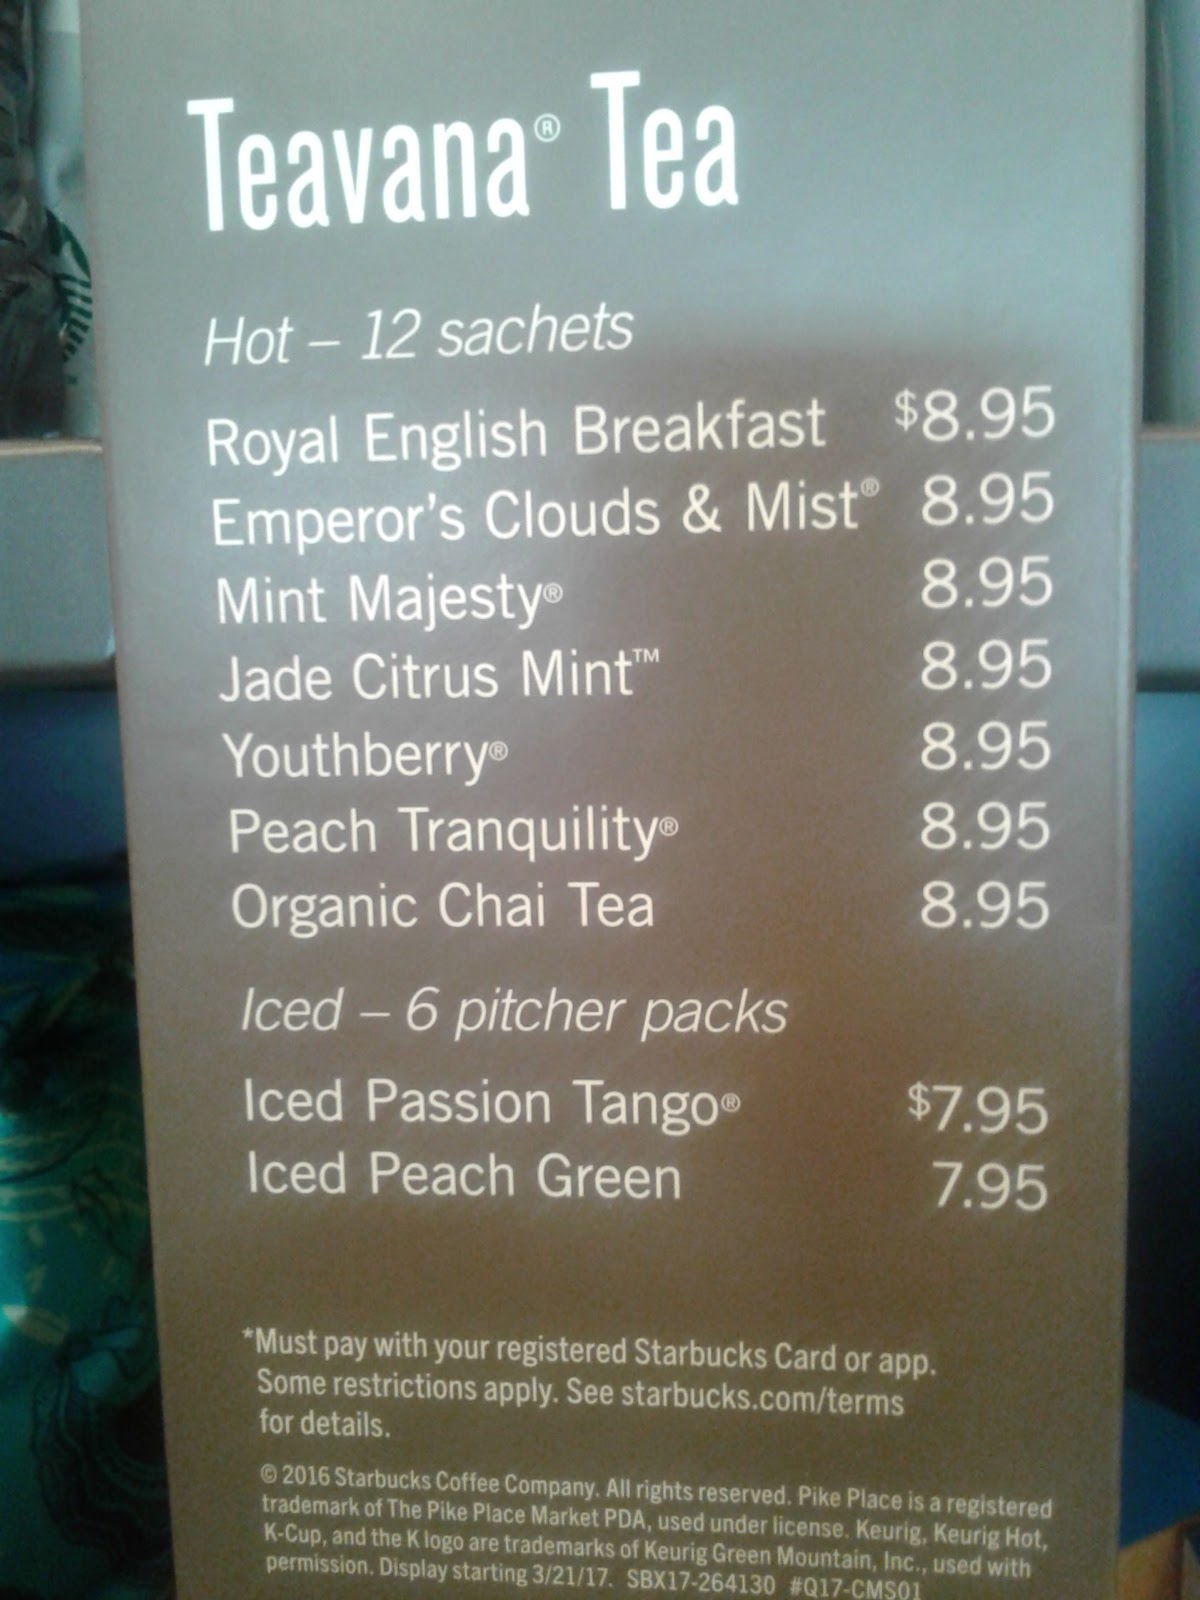 Teavana® Tea
Hot – 12 sachets
Royal English Breakfast $8.95
Emperor's Clouds & Mist® 8.95
Mint Majesty® 8.95
Jade Citrus Mint™ 8.95
Youthberry® 8.95
Peach Tranquility® 8.95
Organic Chai Tea 8.95
Iced – 6 pitcher packs
Iced Passion Tango® $7.95
Iced Peach Green 7.95
*Must pay with your registered Starbucks Card or app.
Some restrictions apply. See starbucks.com/terms
for details.
© 2016 Starbucks Coffee Company. All rights reserved. Pike Place is a registered
trademark of The Pike Place Market PDA, used under license. Keurig, Keurig Hot,
K-Cup, and the K logo are trademarks of Keurig Green Mountain, Inc., used with
permission. Display starting 3/21/17. SBX17-264130 #Q17-CMS01